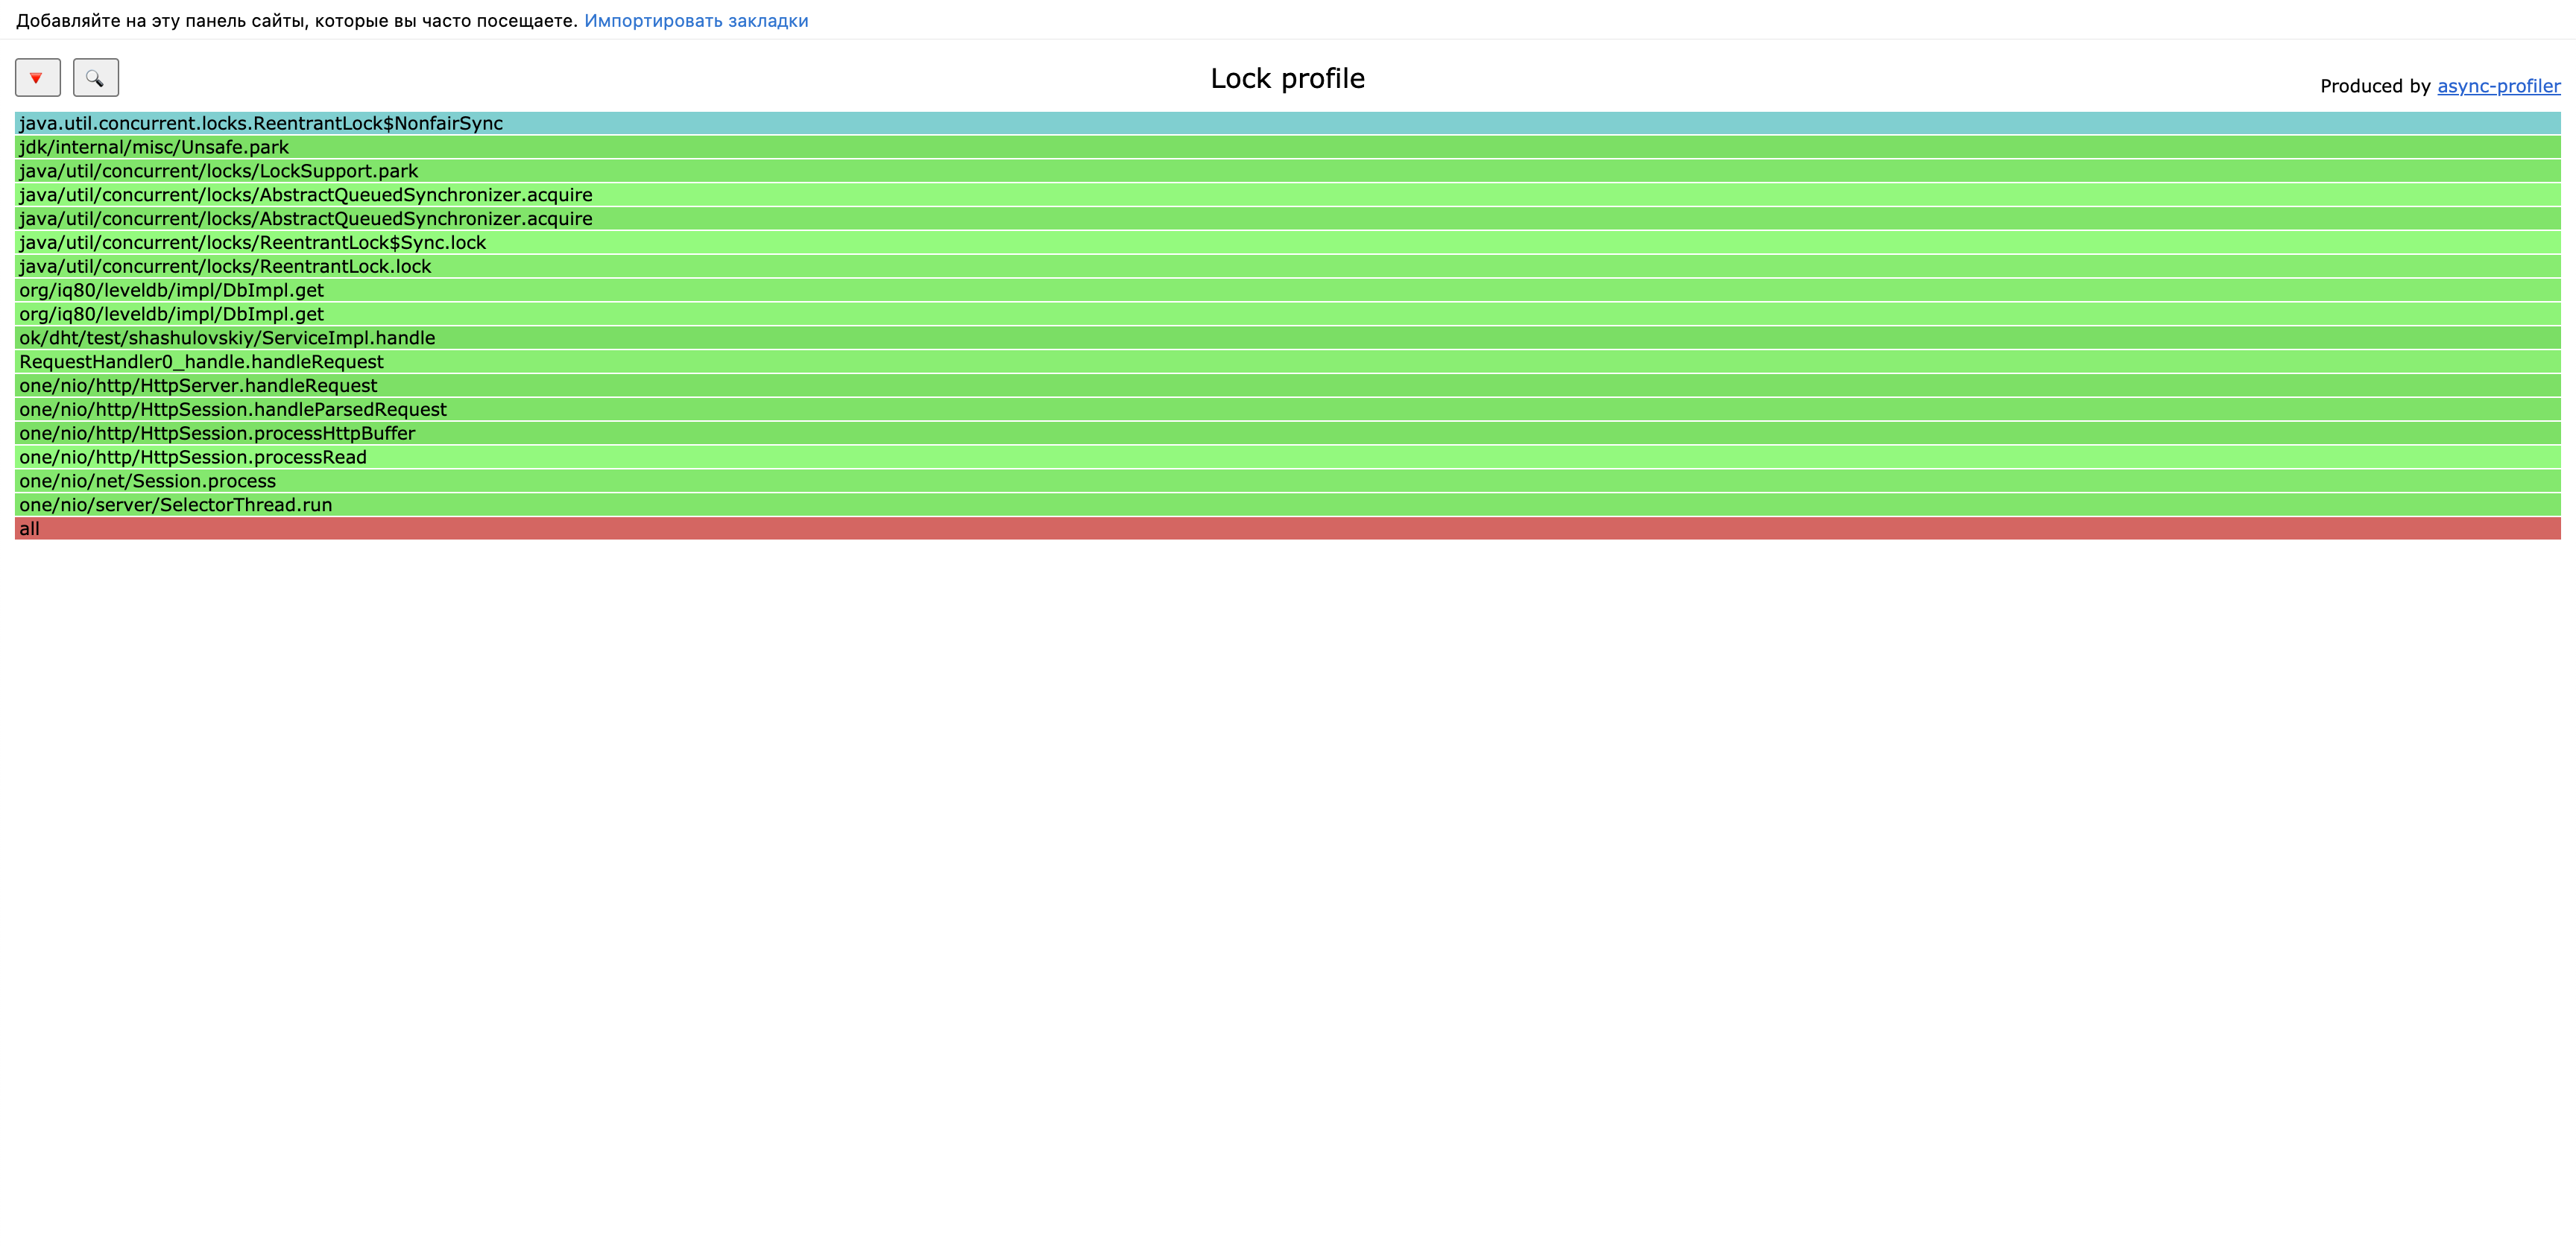 Добавляйте на эту панель сайты, которые вы часто посещаете. Импортировать закладки
Lock profile
Produced by async-profiler
java.util.concurrent.locks.ReentrantLock$NonfairSync
jdk/internal/misc/Unsafe.park
java/util/concurrent/locks/LockSupport.park
java/util/concurrent/locks/AbstractQueuedSynchronizer.acquire
java/util/concurrent/locks/AbstractQueuedSynchronizer.acquire
java/util/concurrent/locks/ReentrantLock$Sync.lock
java/util/concurrent/locks/ReentrantLock.lock
org/iq80/leveldb/impl/DbImpl.get
org/iq80/leveldb/impl/DbImpl.get
ok/dht/test/shashulovskiy/ServiceImpl.handle
RequestHandler0_handle.handleRequest
one/nio/http/HttpServer.handleRequest
one/nio/http/HttpSession.handleParsedRequest
one/nio/http/HttpSession.processHttpBuffer
one/nio/http/HttpSession.processRead
one/nio/net/Session.process
one/nio/server/SelectorThread.run
all